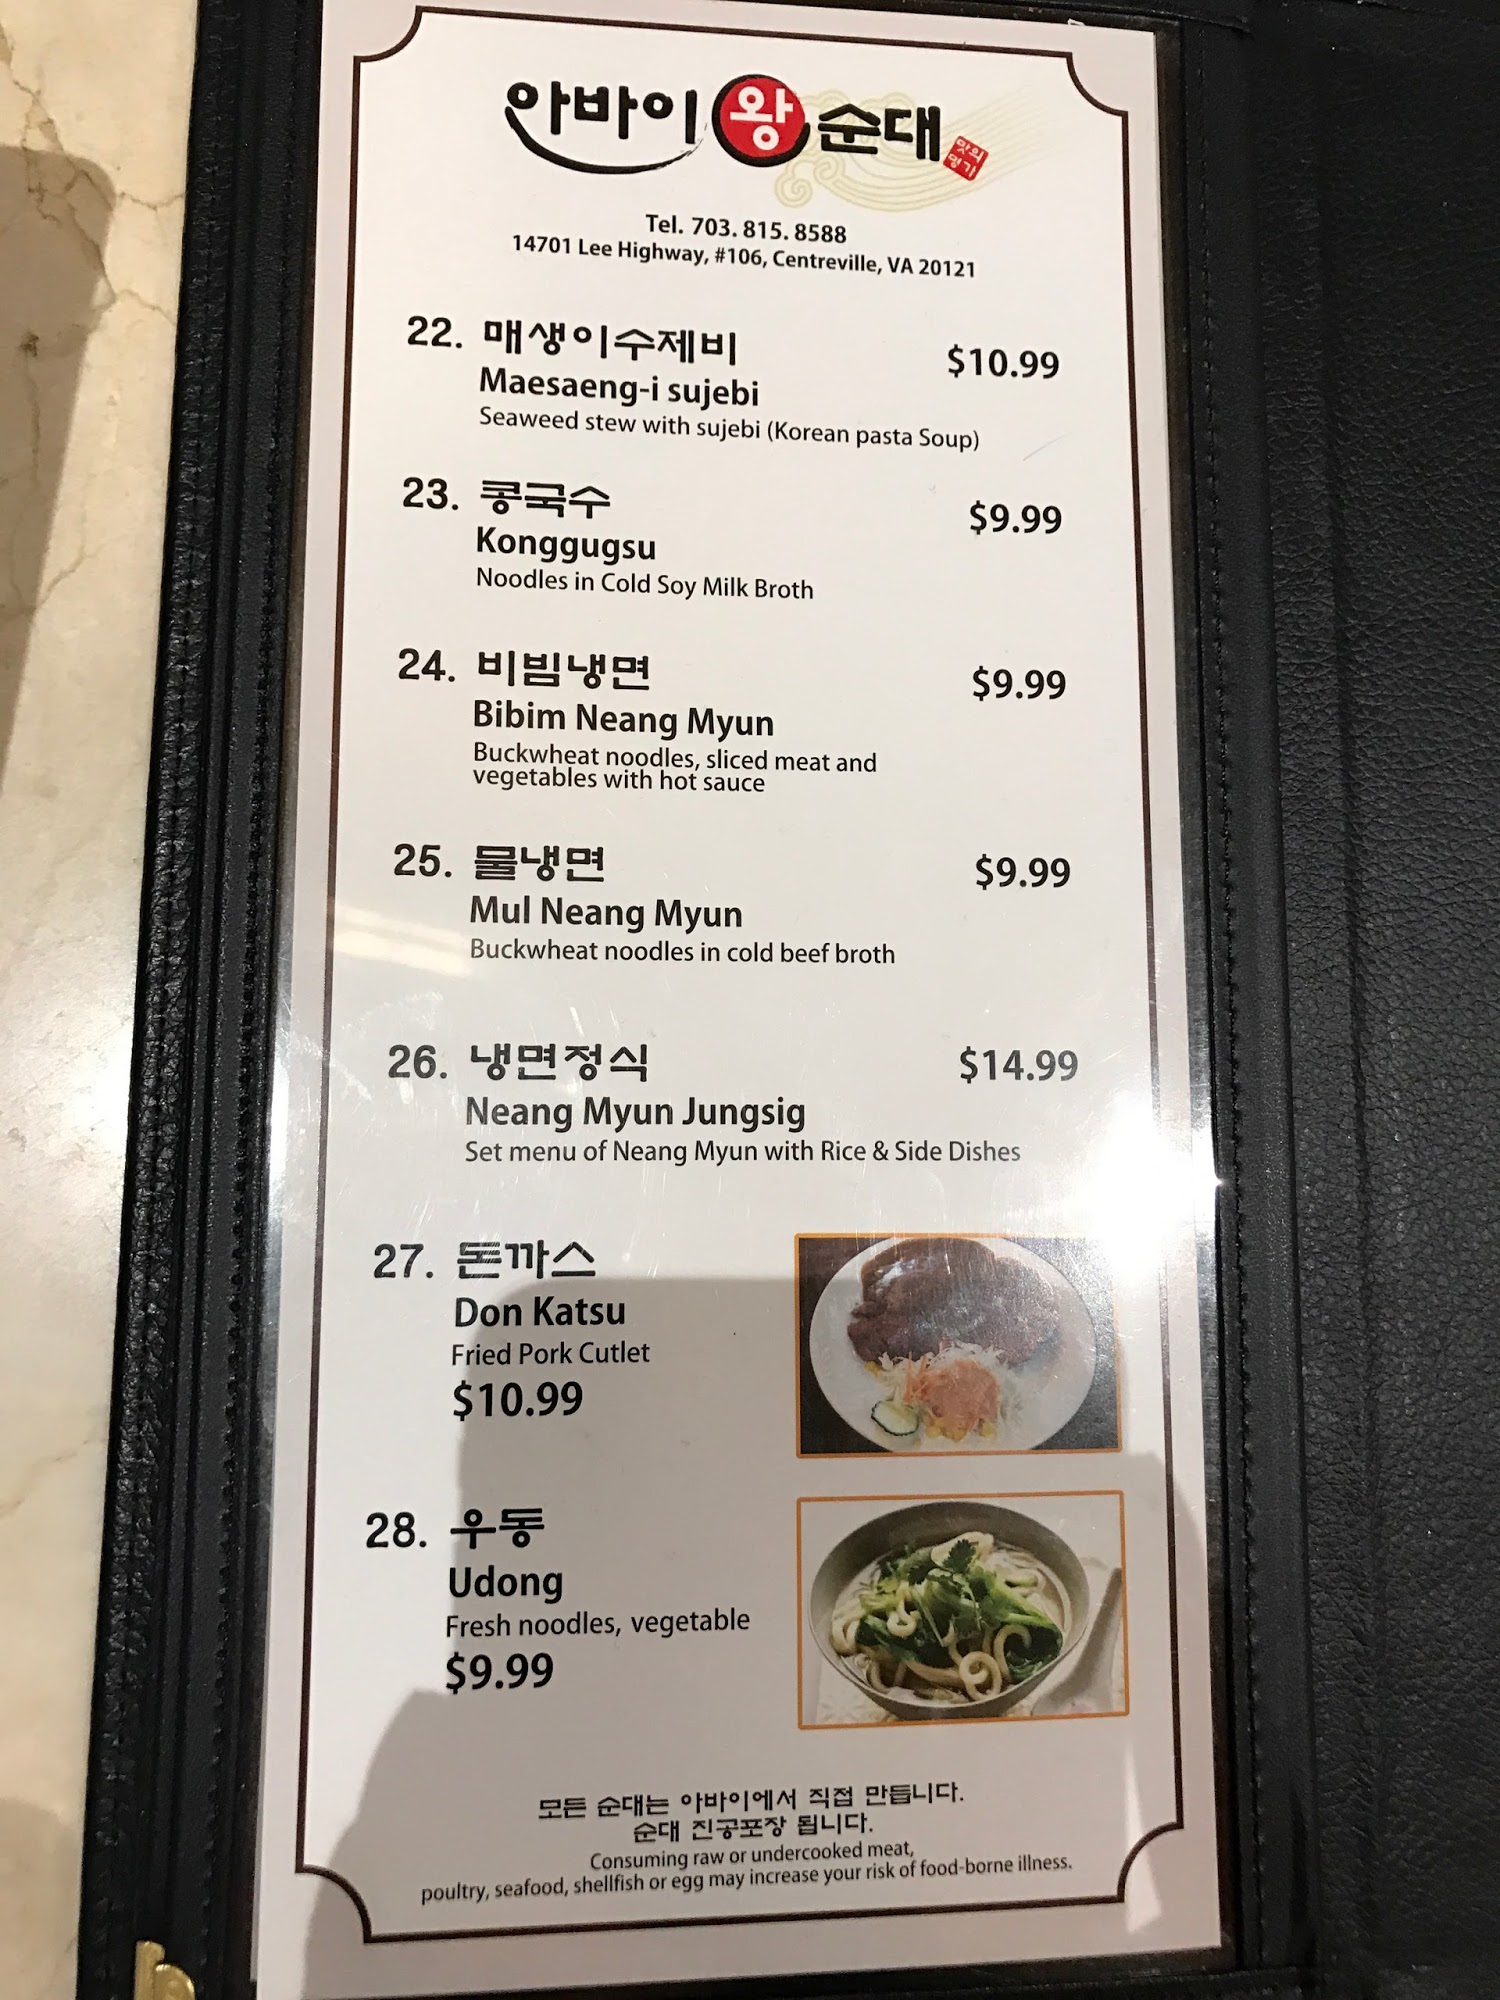 아바이 왕 순대 맛의 명가
Tel. 703. 815. 8588
14701 Lee Highway, #106, Centreville, VA 20121
22. 매생이수제비 $10.99
Maesaeng-i sujebi
Seaweed stew with sujebi (Korean pasta Soup)
23. 콩국수 $9.99
Konggugsu
Noodles in Cold Soy Milk Broth
24. 비빔냉면 $9.99
Bibim Neang Myun
Buckwheat noodles, sliced meat and
vegetables with hot sauce
25. 물냉면 $9.99
Mul Neang Myun
Buckwheat noodles in cold beef broth
26. 냉면정식 $14.99
Neang Myun Jungsig
Set menu of Neang Myun with Rice & Side Dishes
27. 돈까스
Don Katsu
Fried Pork Cutlet
$10.99
28. 우동
Udong
Fresh noodles, vegetable
$9.99
모든 순대는 아바이에서 직접 만듭니다.
순대 진공포장 됩니다.
Consuming raw or undercooked meat,
poultry, seafood, shellfish or egg may increase your risk of food-borne illness.